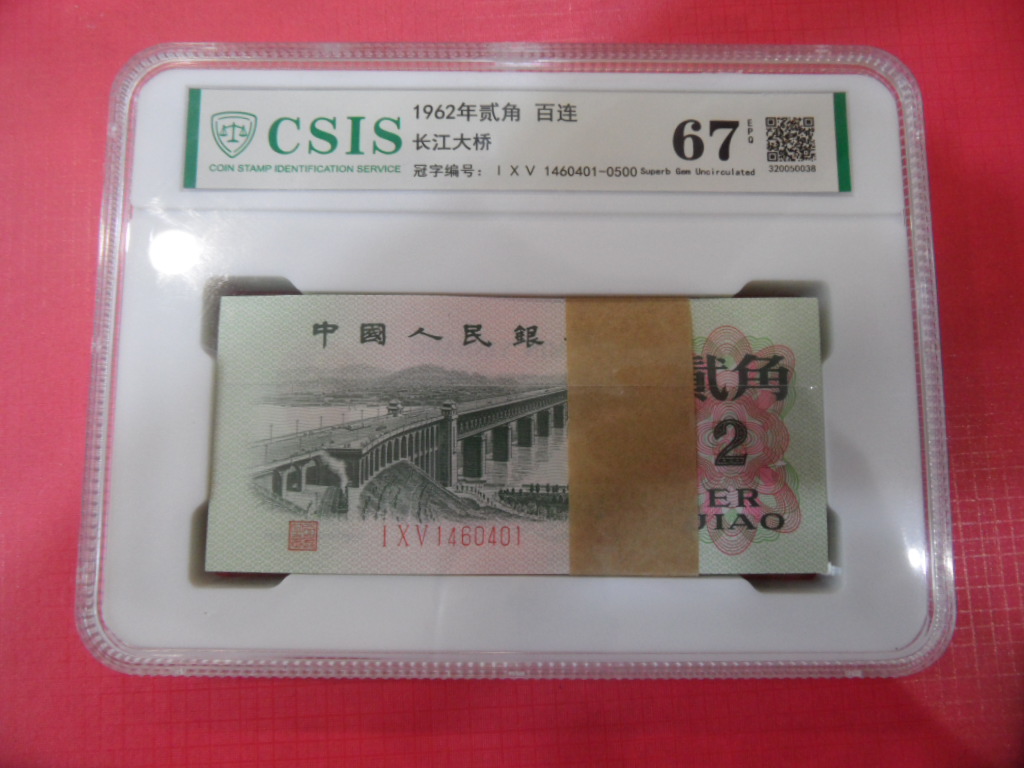 CSIS
COIN STAMP IDENTIFICATION SERVICE
1962年贰角 百连
长江大桥
冠字编号: I X V 1460401-0500
67
EPQ
Superb Gem Uncirculated
320050038
中國人民銀
貳角
2
ER
JIAO
I X V 1460401